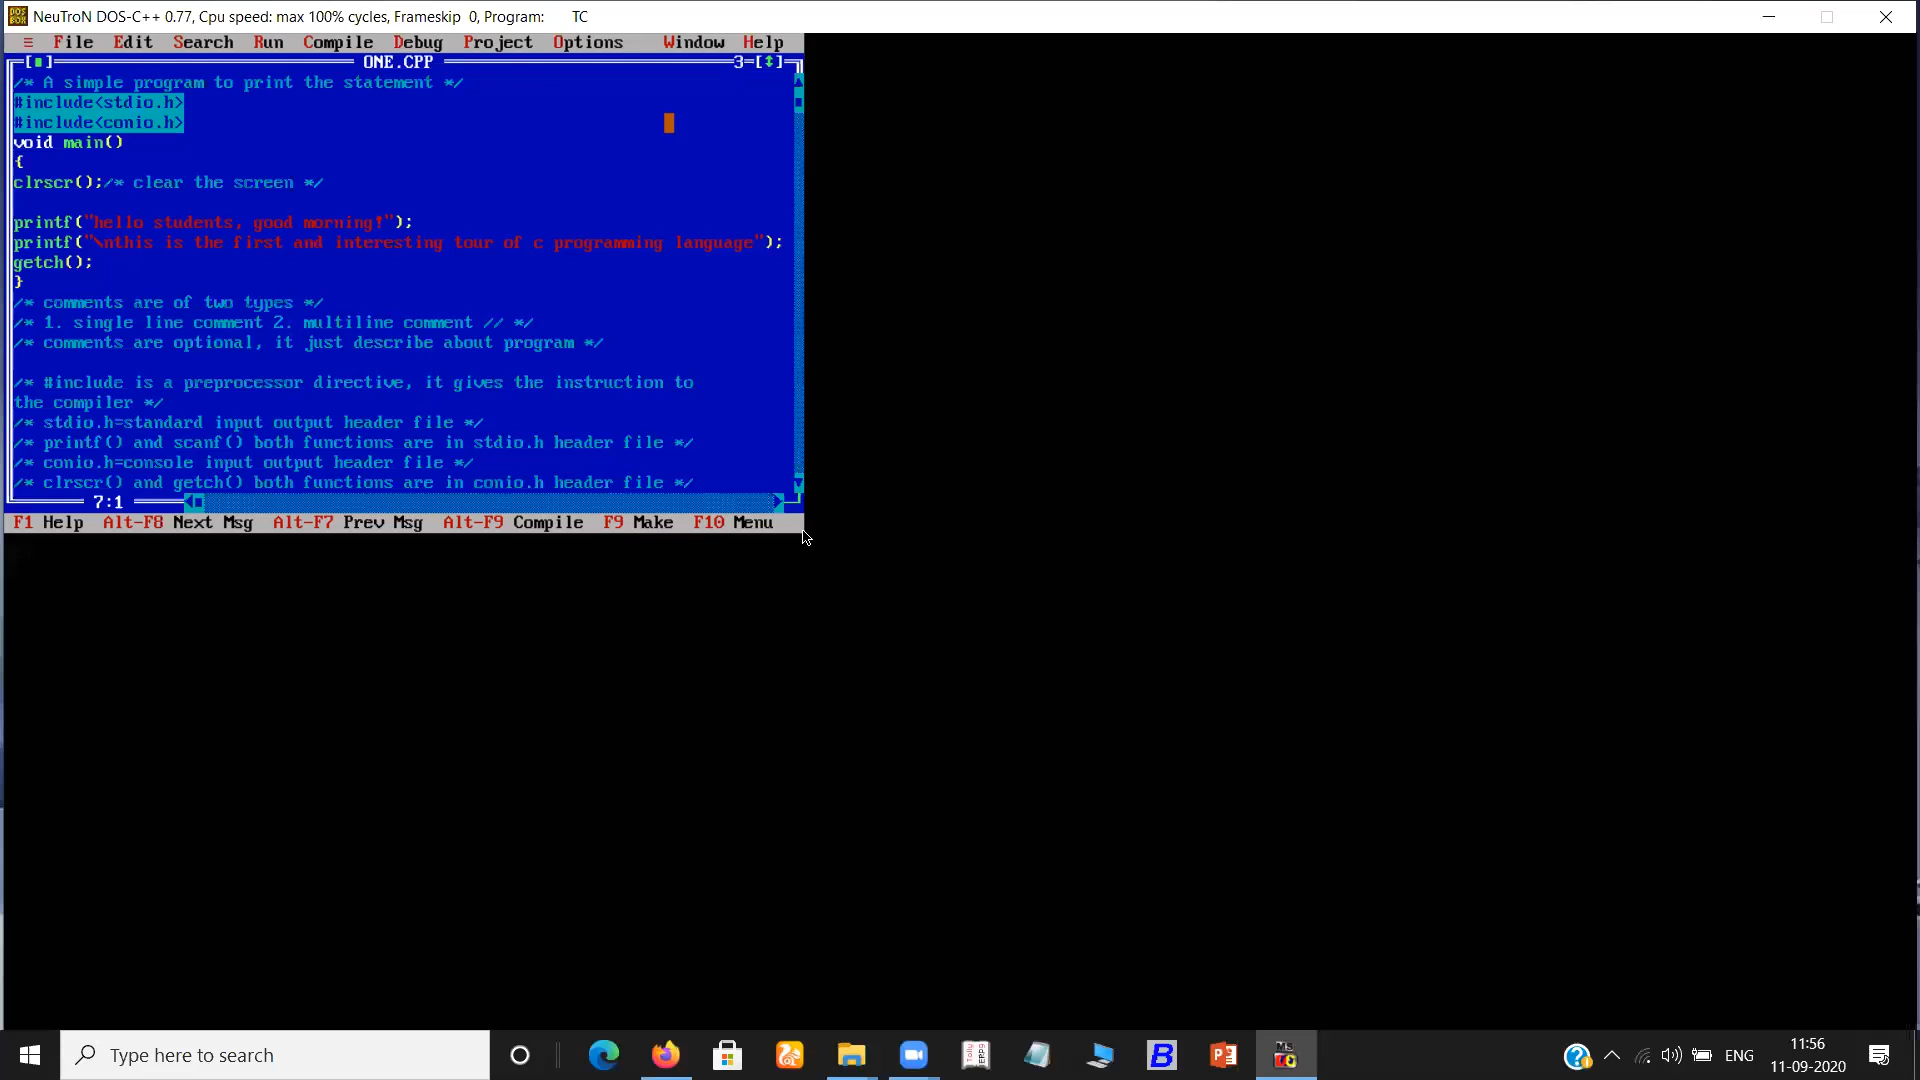 NeuTroN DOS-C++ 0.77, Cpu speed: max 100% cycles, Frameskip 0, Program: TC
≡ File Edit Search Run Compile Debug Project Options Window Help
[■] ONE.CPP 3=[↕]
/* A simple program to print the statement */
#include<stdio.h>
#include<conio.h>
void main()
{
clrscr();/* clear the screen */
printf("hello students, good morning!");
printf("\nthis is the first and interesting tour of c programming language");
getch();
}
/* comments are of two types */
/* 1. single line comment 2. multiline comment // */
/* comments are optional, it just describe about program */
/* #include is a preprocessor directive, it gives the instruction to
the compiler */
/* stdio.h=standard input output header file */
/* printf() and scanf() both functions are in stdio.h header file */
/* conio.h=console input output header file */
/* clrscr() and getch() both functions are in conio.h header file */
7:1
F1 Help Alt-F8 Next Msg Alt-F7 Prev Msg Alt-F9 Compile F9 Make F10 Menu
Type here to search
ENG
11:56
11-09-2020